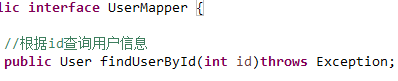 lic interface UserMapper {
//根据id查询用户信息
public User findUserById(int id)throws Exception;